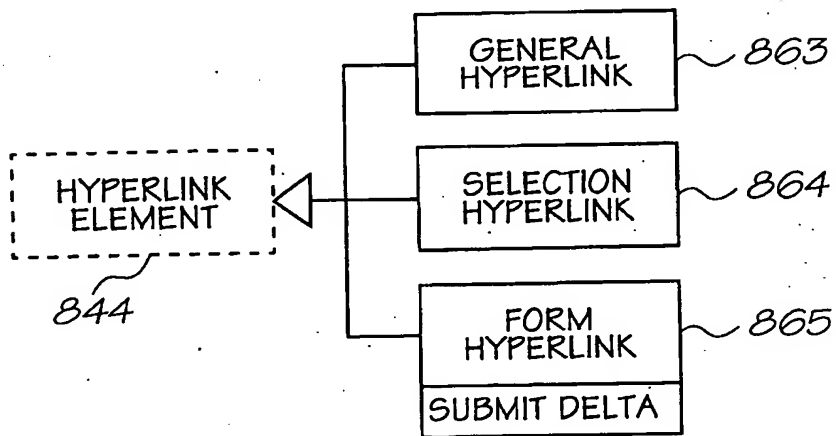 GENERAL
HYPERLINK
863
HYPERLINK
ELEMENT
844
SELECTION
HYPERLINK
864
FORM
HYPERLINK
865
SUBMIT DELTA